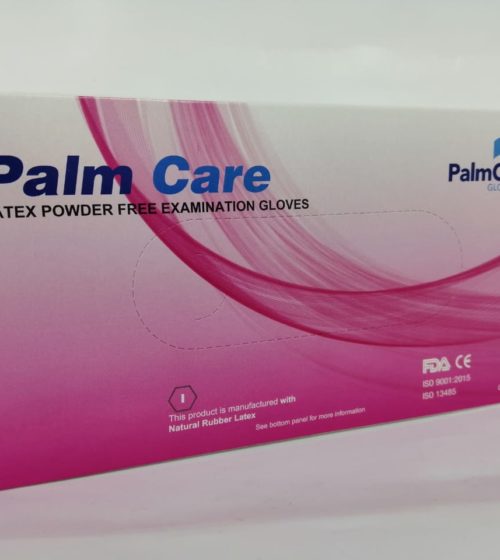 Palm Care
ATEX POWDER FREE EXAMINATION GLOVES
PalmC
GLO
FDA CE
ISO 9001:2015
ISO 13485
I
This product is manufactured with
Natural Rubber Latex
See bottom panel for more information